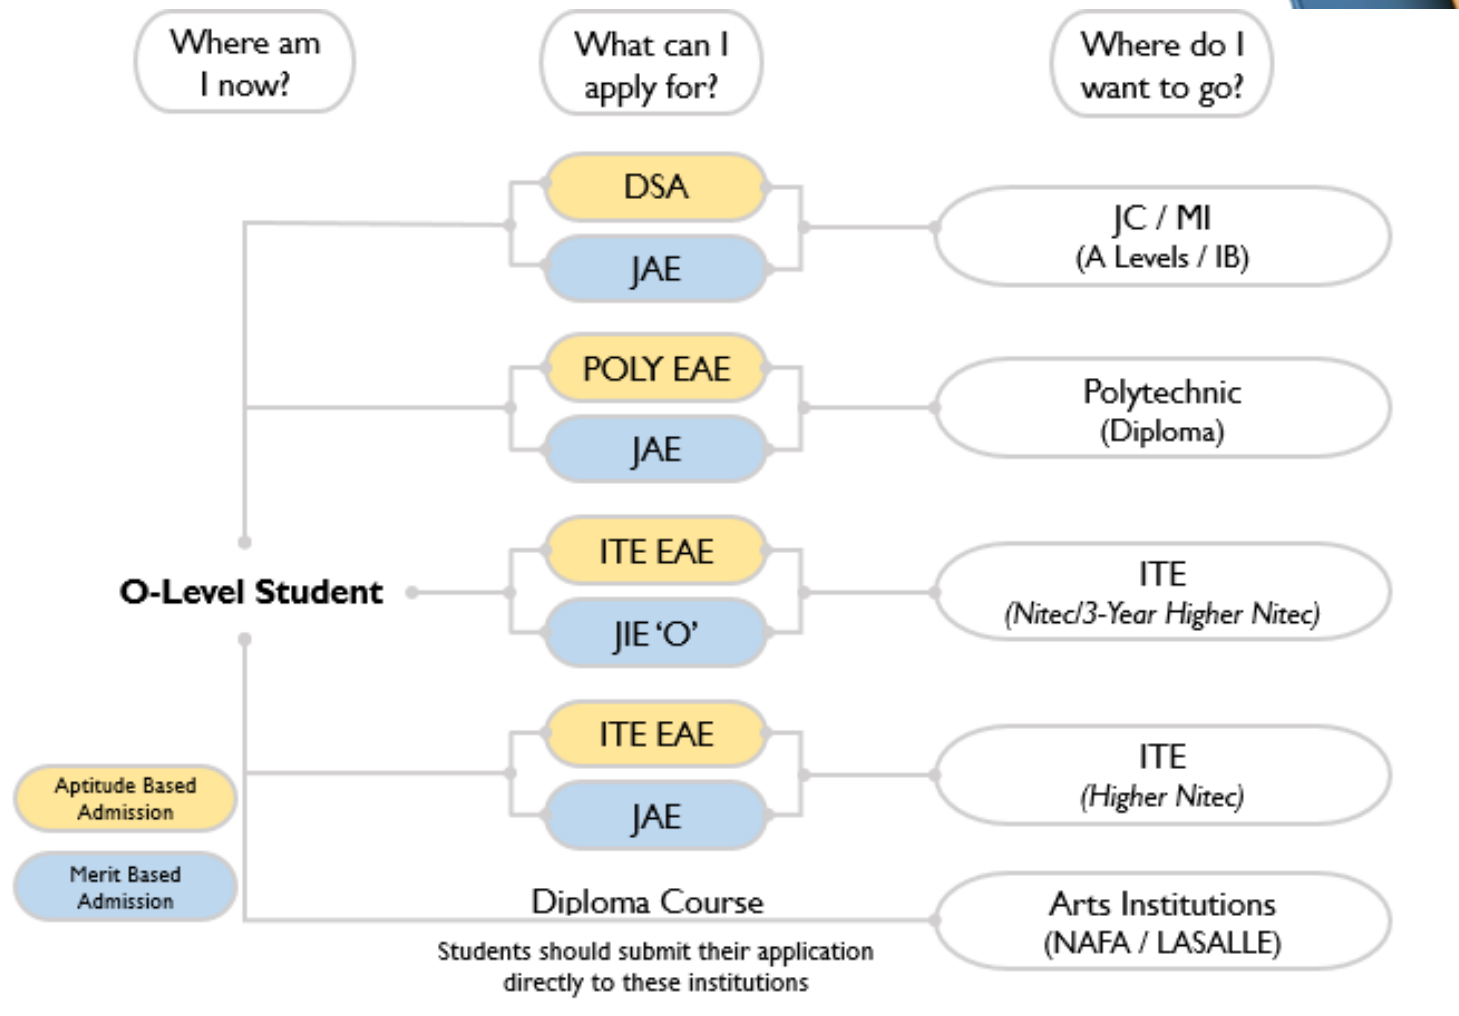 Where am
I now?
What can I
apply for?
Where do I
want to go?
DSA
JAE
JC / MI
(A Levels / IB)
POLY EAE
JAE
Polytechnic
(Diploma)
O-Level Student
ITE EAE
JIE ‘O’
ITE
(Nitec/3-Year Higher Nitec)
ITE EAE
JAE
ITE
(Higher Nitec)
Aptitude Based
Admission
Merit Based
Admission
Diploma Course
Students should submit their application
directly to these institutions
Arts Institutions
(NAFA / LASALLE)